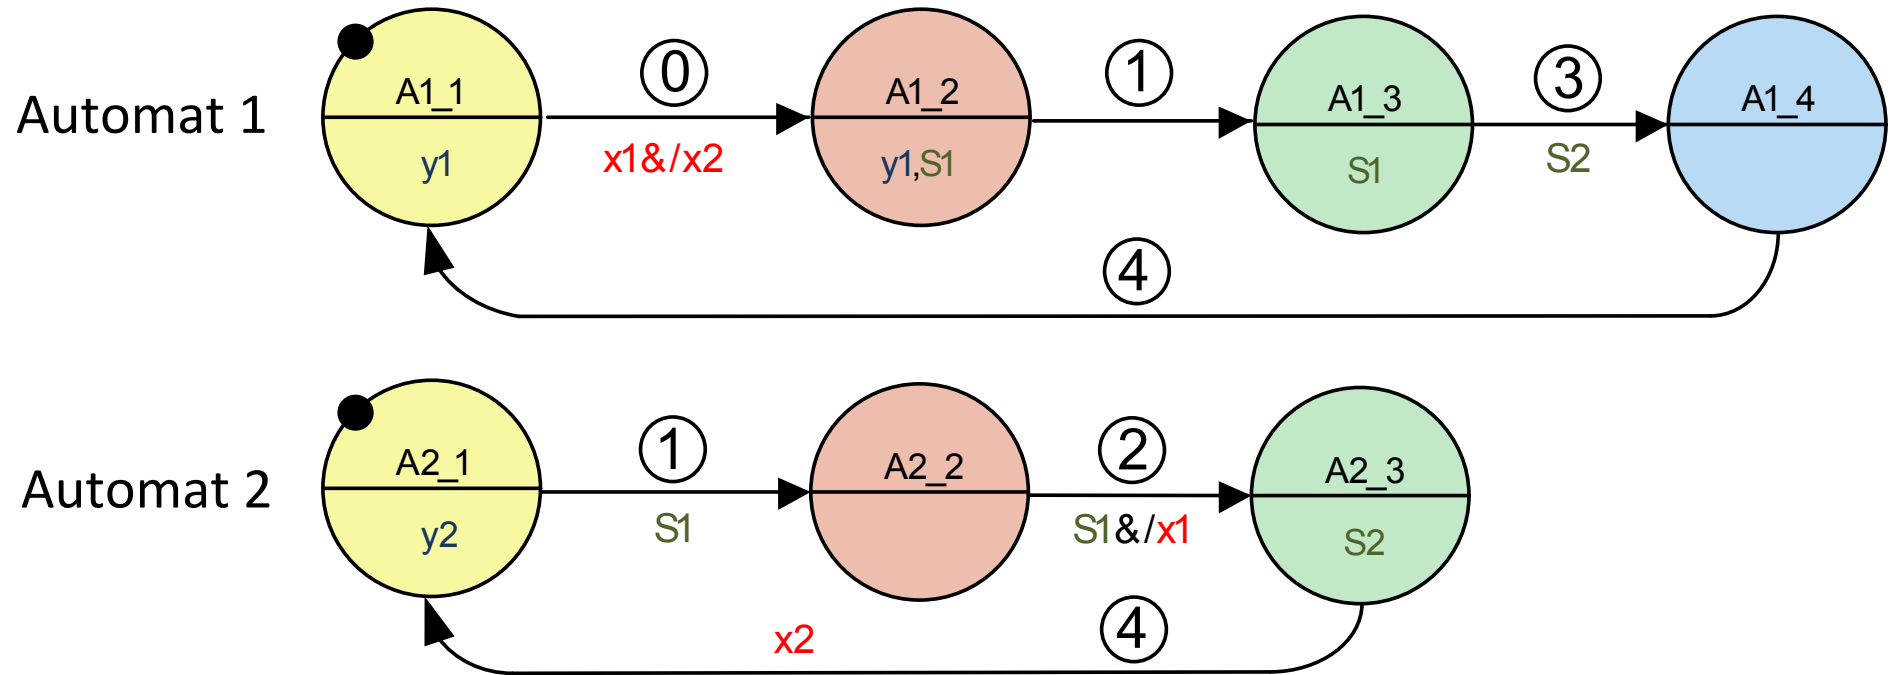 Automat 1
A1_1
y1
0
x1&/x2
A1_2
y1,S1
1
A1_3
S1
3
S2
A1_4
4
Automat 2
A2_1
y2
1
S1
A2_2
2
S1&/x1
A2_3
S2
4
x2